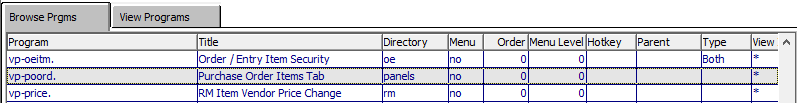 Browse Prgms View Programs
Program Title Directory Menu Order Menu Level Hotkey Parent Type View
vp-oeitm. Order / Entry Item Security oe no 0 0 Both *
vp-poord. Purchase Order Items Tab panels no 0 0 *
vp-price. RM Item Vendor Price Change rm no 0 0 *